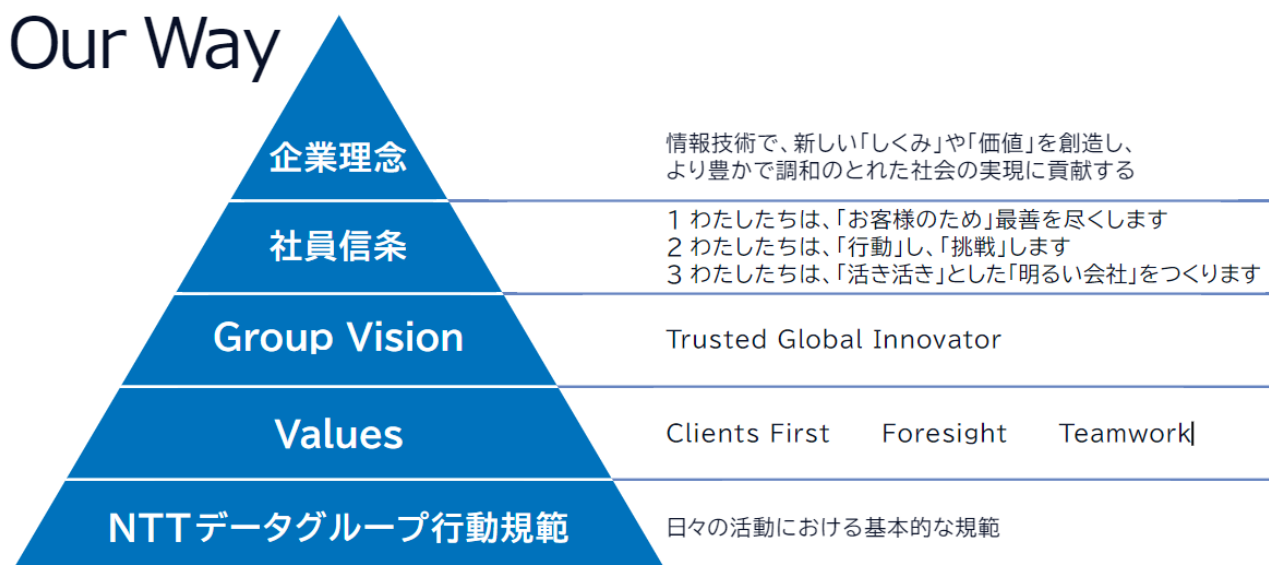 Our Way
企業理念
情報技術で、新しい「しくみ」や「価値」を創造し、
より豊かで調和のとれた社会の実現に貢献する
社員信条
1 わたしたちは、「お客様のため」最善を尽くします
2 わたしたちは、「行動」し、「挑戦」します
3 わたしたちは、「活き活き」とした「明るい会社」をつくります
Group Vision
Trusted Global Innovator
Values
Clients First Foresight Teamwork
NTTデータグループ行動規範
日々の活動における基本的な規範